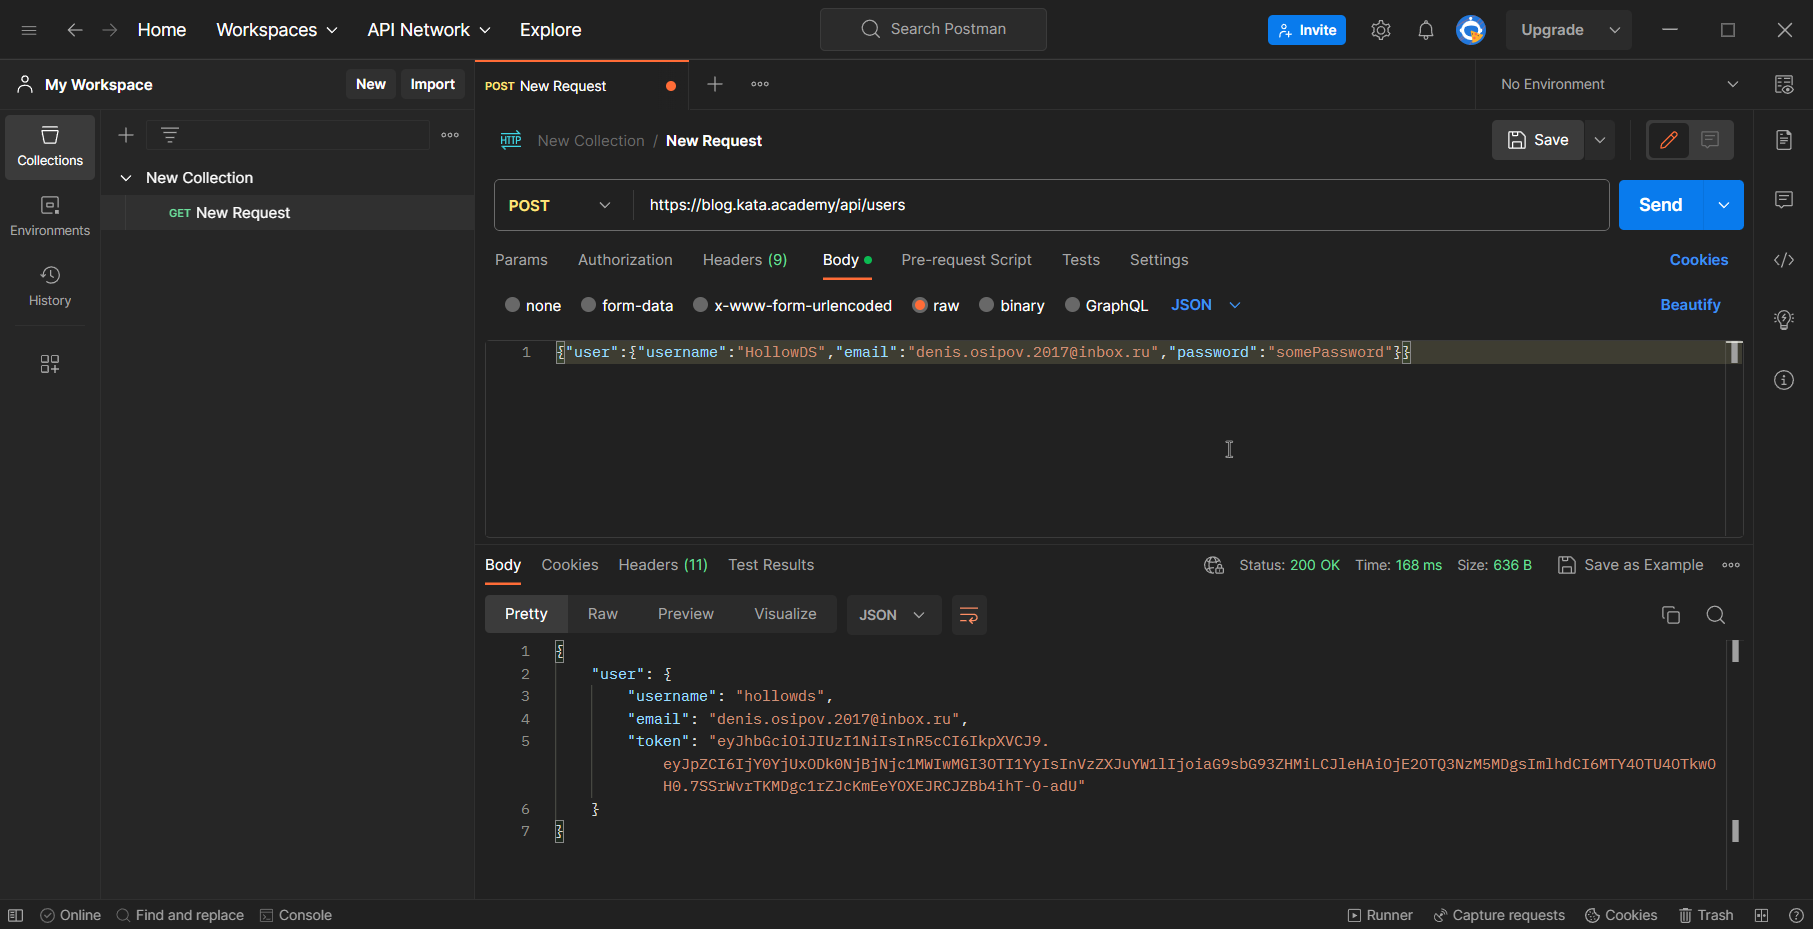 Home Workspaces API Network Explore Search Postman Invite Upgrade
My Workspace New Import POST New Request No Environment
Collections
Environments
History
New Collection
GET New Request
HTTP New Collection / New Request Save
POST https://blog.kata.academy/api/users Send
Params Authorization Headers (9) Body Pre-request Script Tests Settings Cookies
none form-data x-www-form-urlencoded raw binary GraphQL JSON Beautify
1 {"user":{"username":"HollowDS","email":"denis.osipov.2017@inbox.ru","password":"somePassword"}}
Body Cookies Headers (11) Test Results Status: 200 OK Time: 168 ms Size: 636 B Save as Example
Pretty Raw Preview Visualize JSON
1 {
2 "user": {
3 "username": "hollowds",
4 "email": "denis.osipov.2017@inbox.ru",
5 "token": "eyJhbGciOiJIUzI1NiIsInR5cCI6IkpXVCJ9.
eyJpZCI6IjY0YjUxODk0NjBjNjc1MWIwMGI3OTI1YyIsInVzZXJuYW1lIjoiaG9sbG93ZHMiLCJleHAiOjE2OTQ3NzM5MDgsImlhdCI6MTY4OTU4OTkwO
H0.7SSrWvrTKMDgc1rZJcKmEeYOXEJRCJZBb4ihT-O-adU"
6 }
7 }
Online Find and replace Console Runner Capture requests Cookies Trash